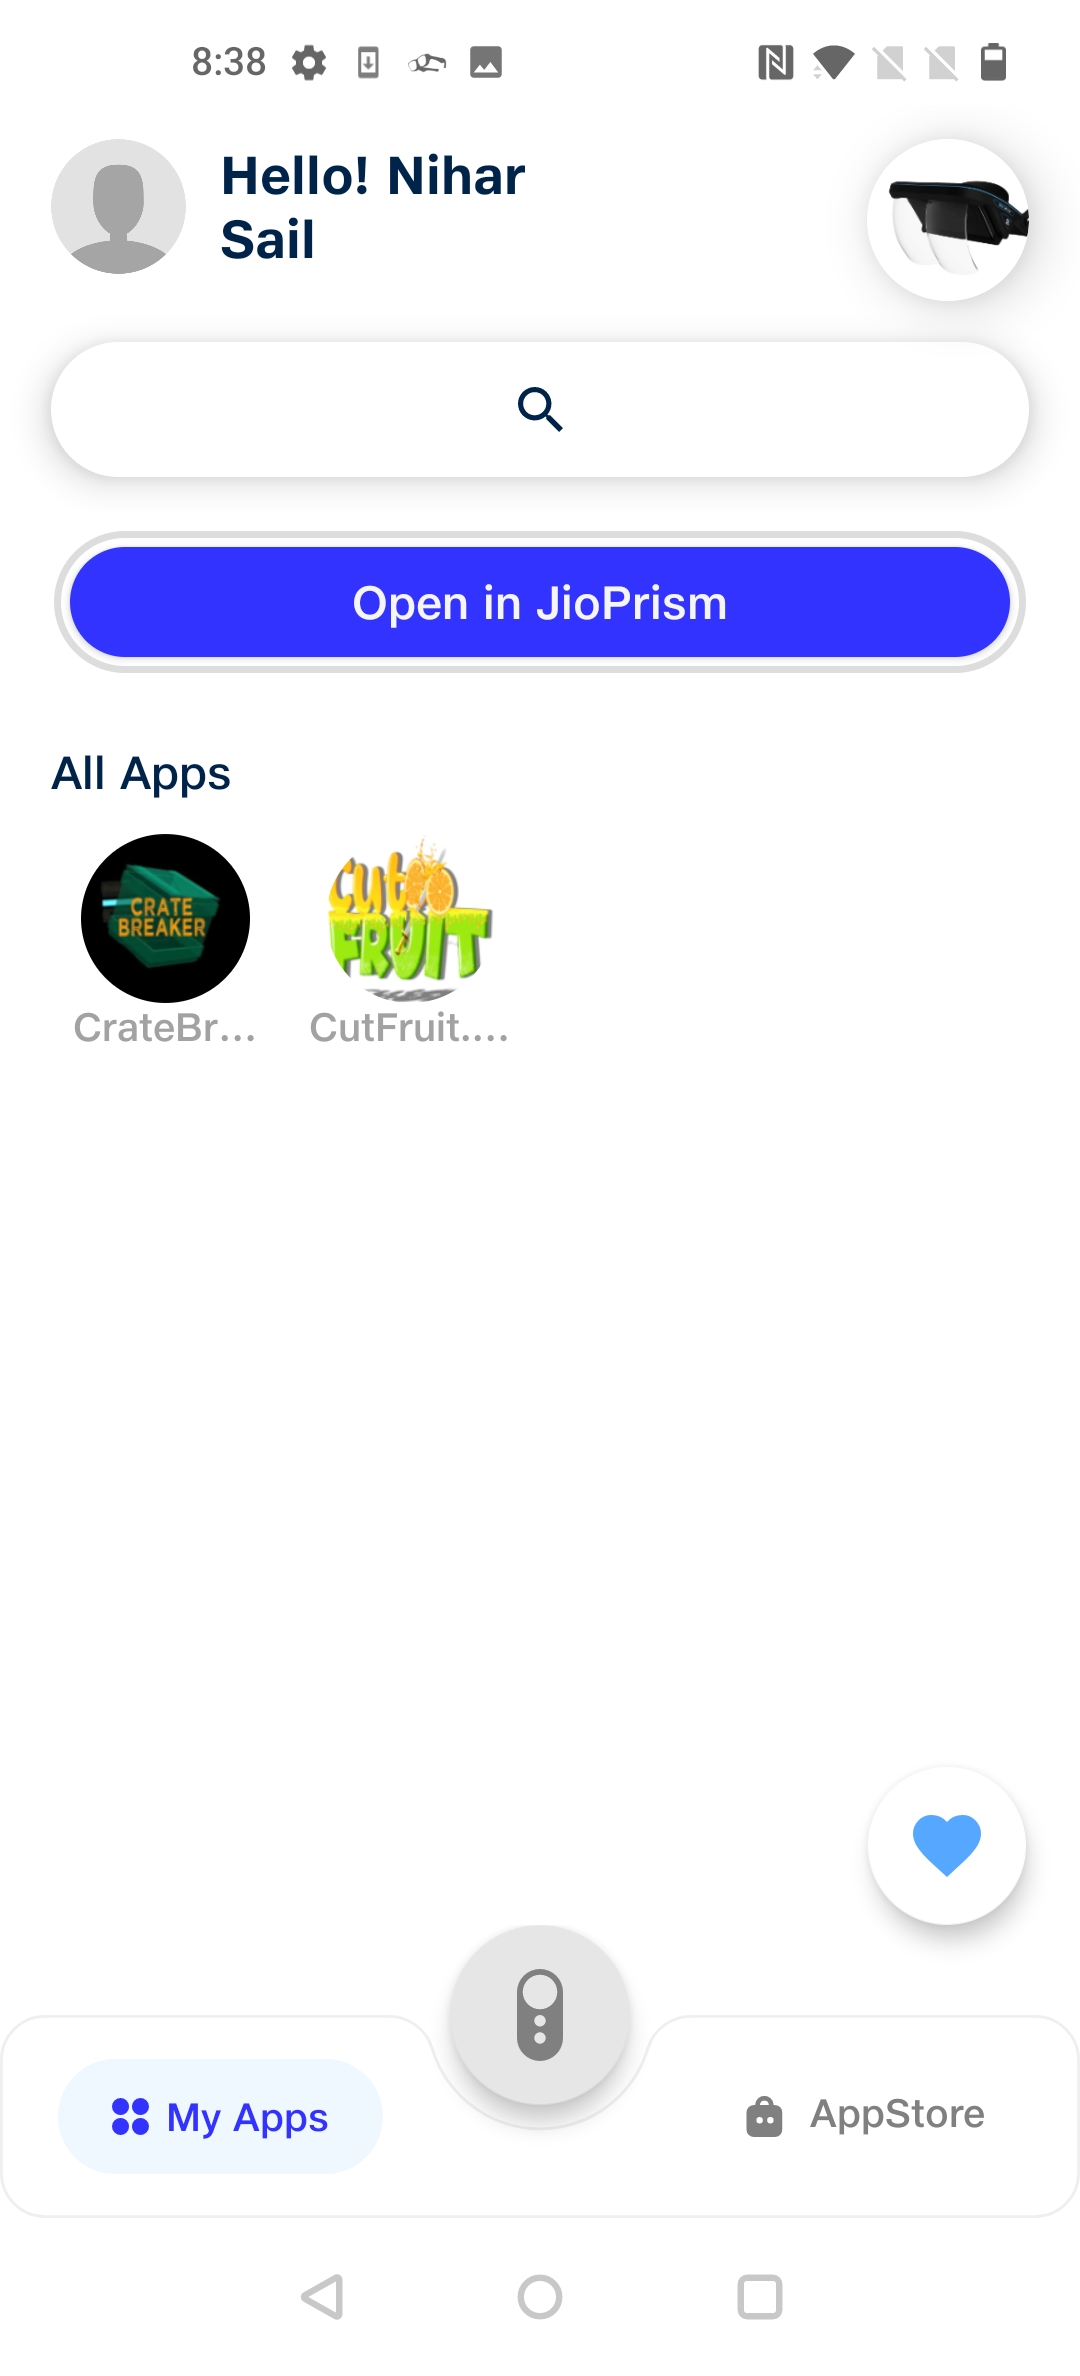 8:38
Hello! Nihar
Sail
Open in JioPrism
All Apps
CRATE
BREAKER
Cut
FRUIT
CrateBr...
CutFruit....
My Apps
AppStore